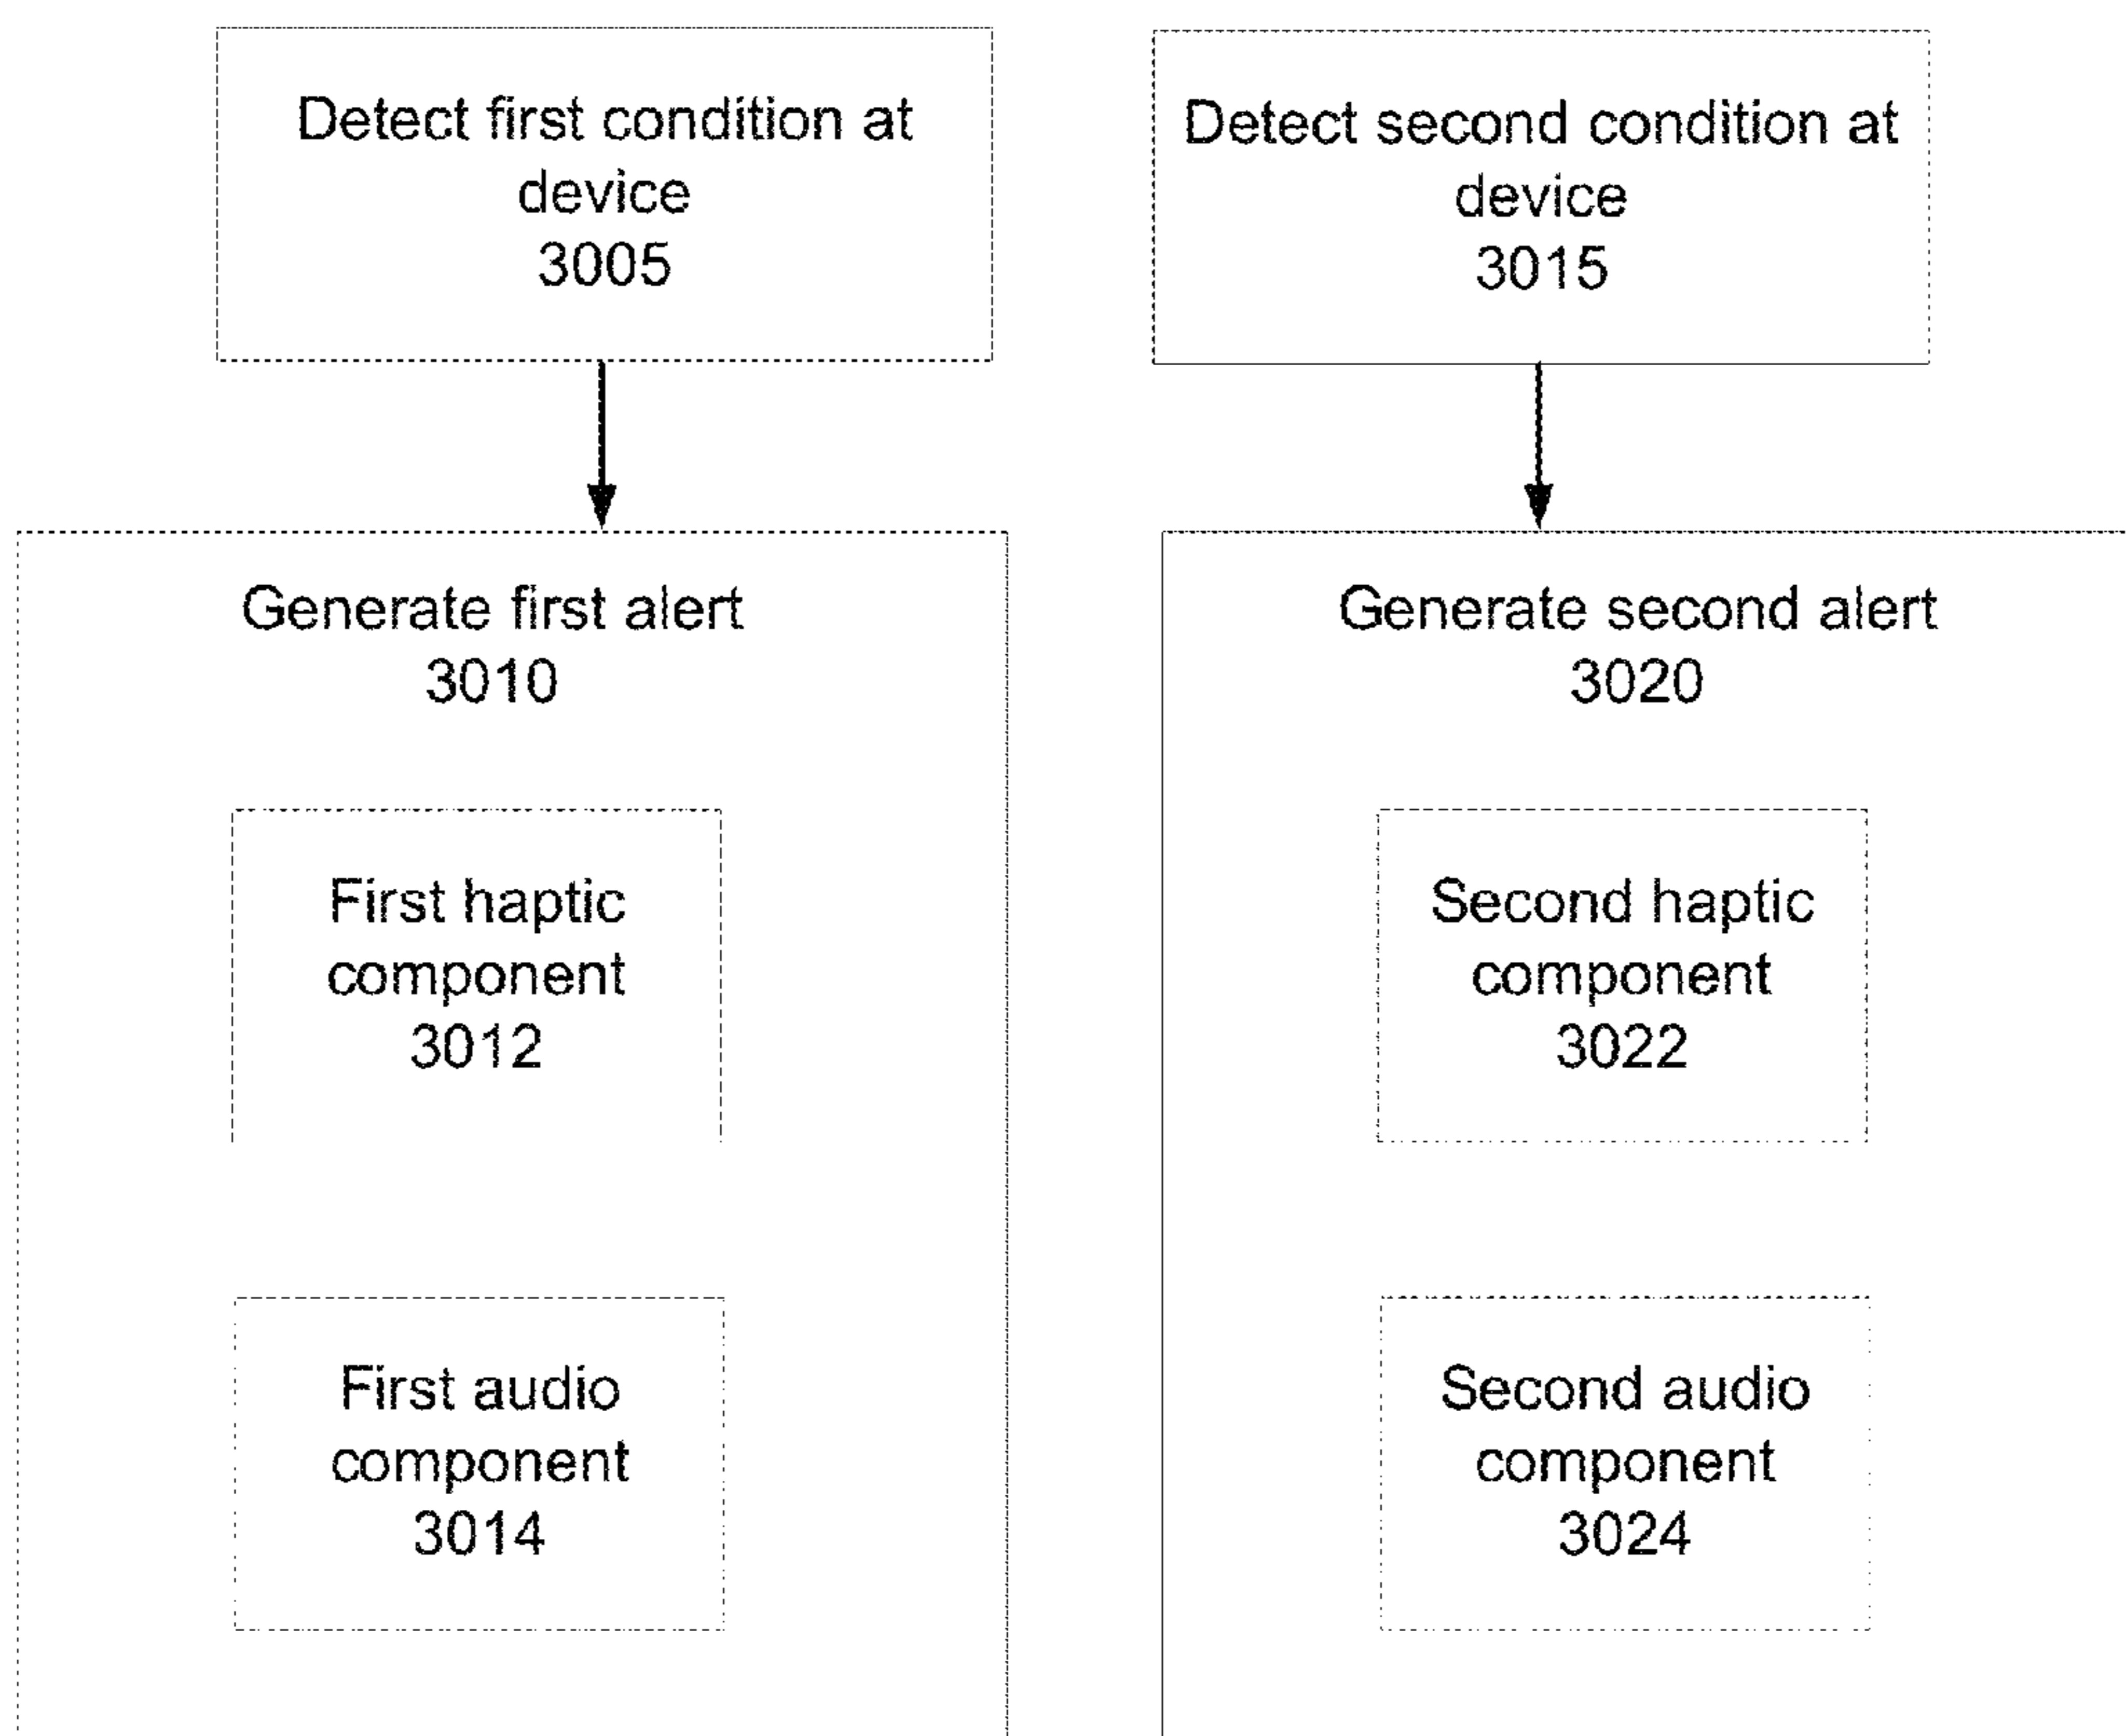 Detect first condition at
device
3005
Detect second condition at
device
3015
Generate first alert
3010
First haptic
component
3012
First audio
component
3014
Generate second alert
3020
Second haptic
component
3022
Second audio
component
3024